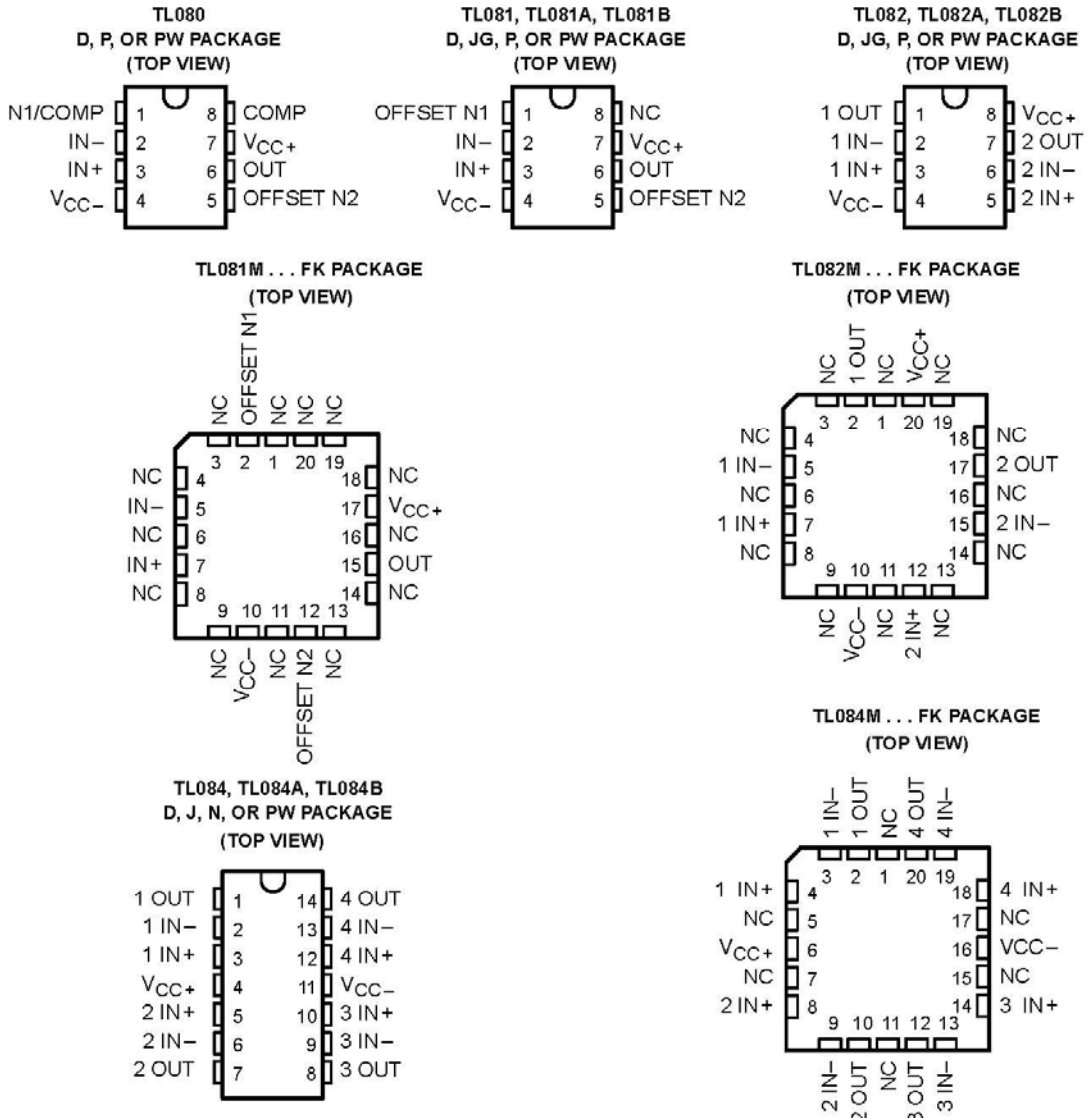 TL080
D, P, OR PW PACKAGE
(TOP VIEW)
N1/COMP 1 8 COMP
IN− 2 7 VCC+
IN+ 3 6 OUT
VCC− 4 5 OFFSET N2
TL081, TL081A, TL081B
D, JG, P, OR PW PACKAGE
(TOP VIEW)
OFFSET N1 1 8 NC
IN− 2 7 VCC+
IN+ 3 6 OUT
VCC− 4 5 OFFSET N2
TL082, TL082A, TL082B
D, JG, P, OR PW PACKAGE
(TOP VIEW)
1 OUT 1 8 VCC+
1 IN− 2 7 2 OUT
1 IN+ 3 6 2 IN−
VCC− 4 5 2 IN+
TL081M . . . FK PACKAGE
(TOP VIEW)
NC OFFSET N1 NC NC NC
3 2 1 20 19
NC 4 18 NC
IN− 5 17 VCC+
NC 6 16 NC
IN+ 7 15 OUT
NC 8 14 NC
9 10 11 12 13
NC VCC− NC OFFSET N2 NC
TL082M . . . FK PACKAGE
(TOP VIEW)
NC 1 OUT NC VCC+ NC
3 2 1 20 19
NC 4 18 NC
1 IN− 5 17 2 OUT
NC 6 16 NC
1 IN+ 7 15 2 IN−
NC 8 14 NC
9 10 11 12 13
NC VCC− NC 2 IN+ NC
TL084, TL084A, TL084B
D, J, N, OR PW PACKAGE
(TOP VIEW)
1 OUT 1 14 4 OUT
1 IN− 2 13 4 IN−
1 IN+ 3 12 4 IN+
VCC+ 4 11 VCC−
2 IN+ 5 10 3 IN+
2 IN− 6 9 3 IN−
2 OUT 7 8 3 OUT
TL084M . . . FK PACKAGE
(TOP VIEW)
1 IN− 1 OUT NC 4 OUT 4 IN−
3 2 1 20 19
1 IN+ 4 18 4 IN+
NC 5 17 NC
VCC+ 6 16 VCC−
NC 7 15 NC
2 IN+ 8 14 3 IN+
9 10 11 12 13
2 IN− 2 OUT NC 3 OUT 3 IN−